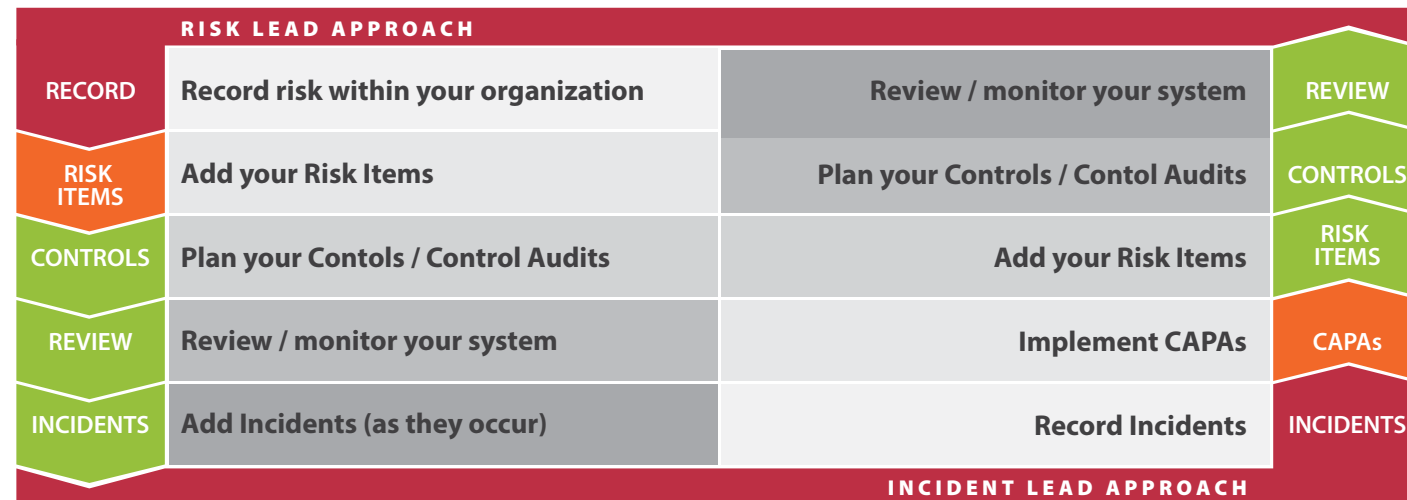 RISK LEAD APPROACH
RECORD
Record risk within your organization
Review / monitor your system
REVIEW
RISK
ITEMS
Add your Risk Items
Plan your Controls / Contol Audits
CONTROLS
CONTROLS
Plan your Contols / Control Audits
Add your Risk Items
RISK
ITEMS
REVIEW
Review / monitor your system
Implement CAPAs
CAPAs
INCIDENTS
Add Incidents (as they occur)
Record Incidents
INCIDENTS
INCIDENT LEAD APPROACH